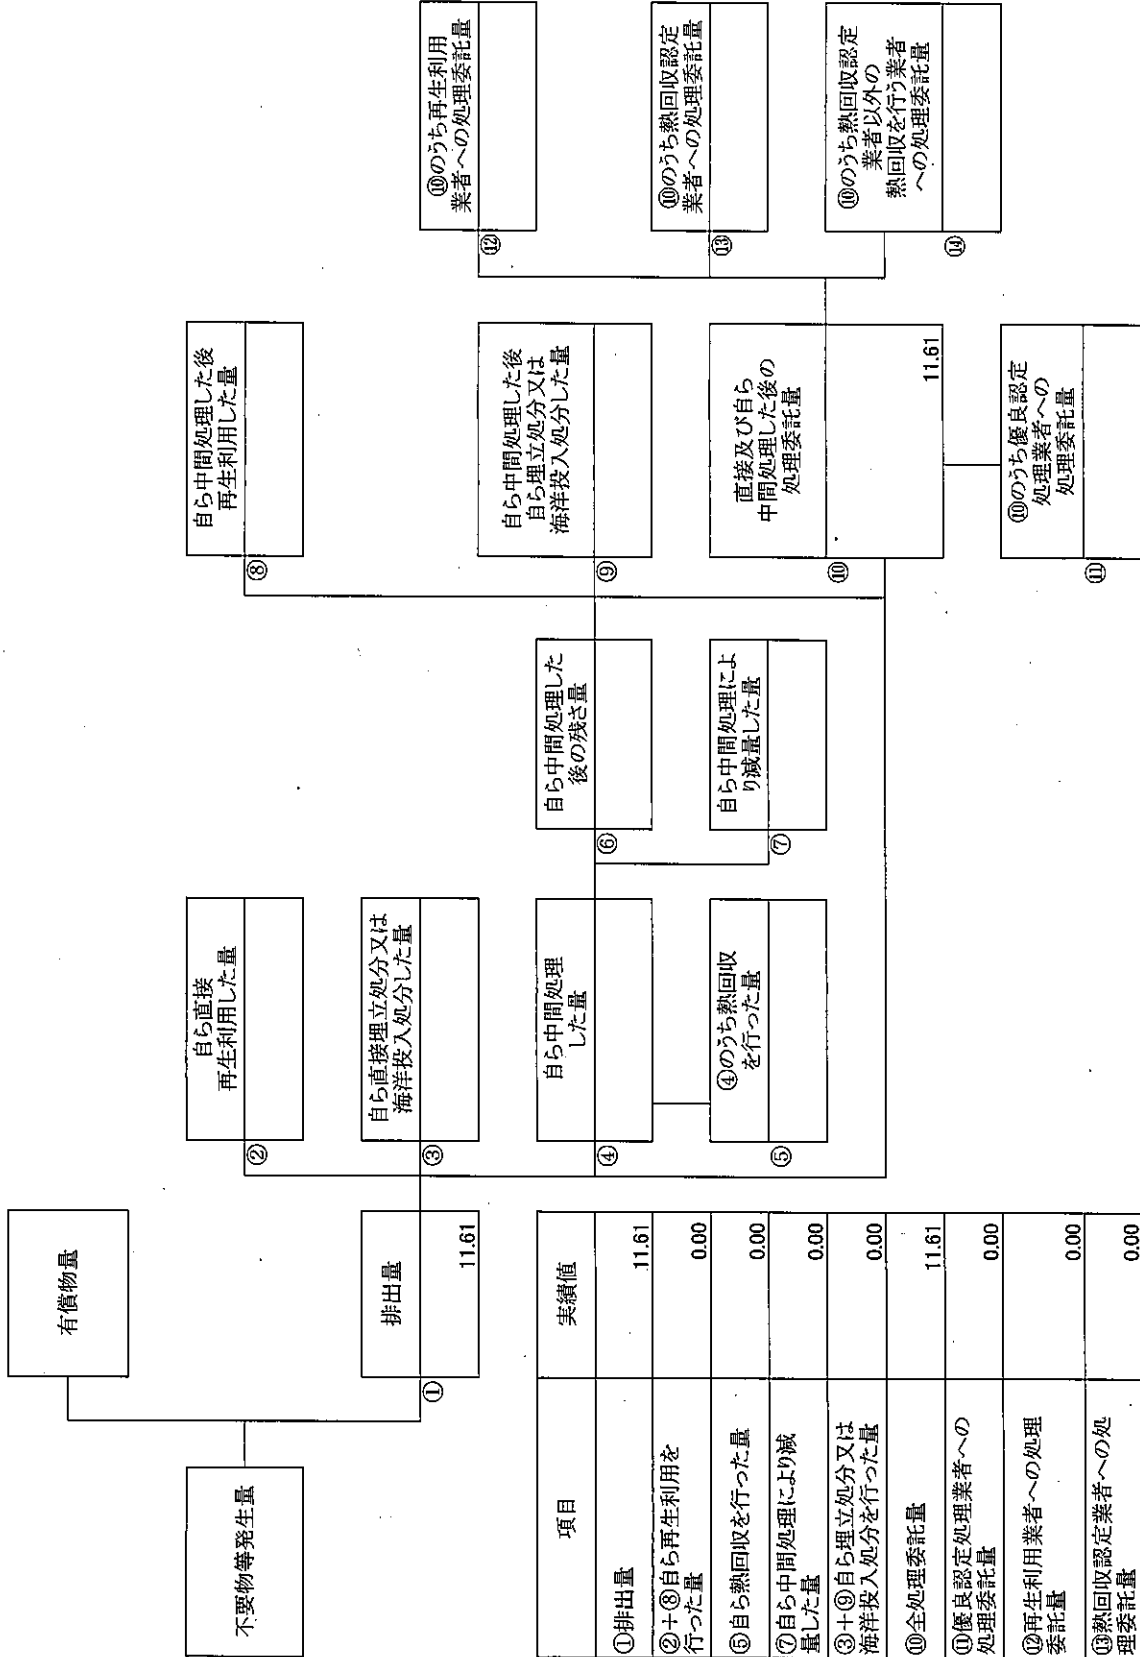 不要物等発生量
有償物量
①
排出量
11.61
②
自ら直接
再生利用した量
③
自ら直接埋立処分又は
海洋投入処分した量
④
自ら中間処理
した量
⑤
④のうち熱回収
を行った量
⑥
自ら中間処理した
後の残さ量
⑦
自ら中間処理によ
り減量した量
⑧
自ら中間処理した後
再生利用した量
⑨
自ら中間処理した後
自ら埋立処分又は
海洋投入処分した量
⑩
直接及び自ら
中間処理した後の
処理委託量
11.61
⑪
⑩のうち優良認定
処理業者への
処理委託量
⑫
⑩のうち再生利用
業者への処理委託量
⑬
⑩のうち熱回収認定
業者への処理委託量
⑭
⑩のうち熱回収認定
業者以外の
熱回収を行う業者
への処理委託量
項目 実績値
①排出量 11.61
②+⑧自ら再生利用を
行った量 0.00
⑤自ら熱回収を行った量 0.00
⑦自ら中間処理により減
量した量 0.00
③+⑨自ら埋立処分又は
海洋投入処分を行った量 0.00
⑩全処理委託量 11.61
⑪優良認定処理業者への
処理委託量 0.00
⑫再生利用業者への処理
委託量 0.00
⑬熱回収認定業者への処
理委託量 0.00